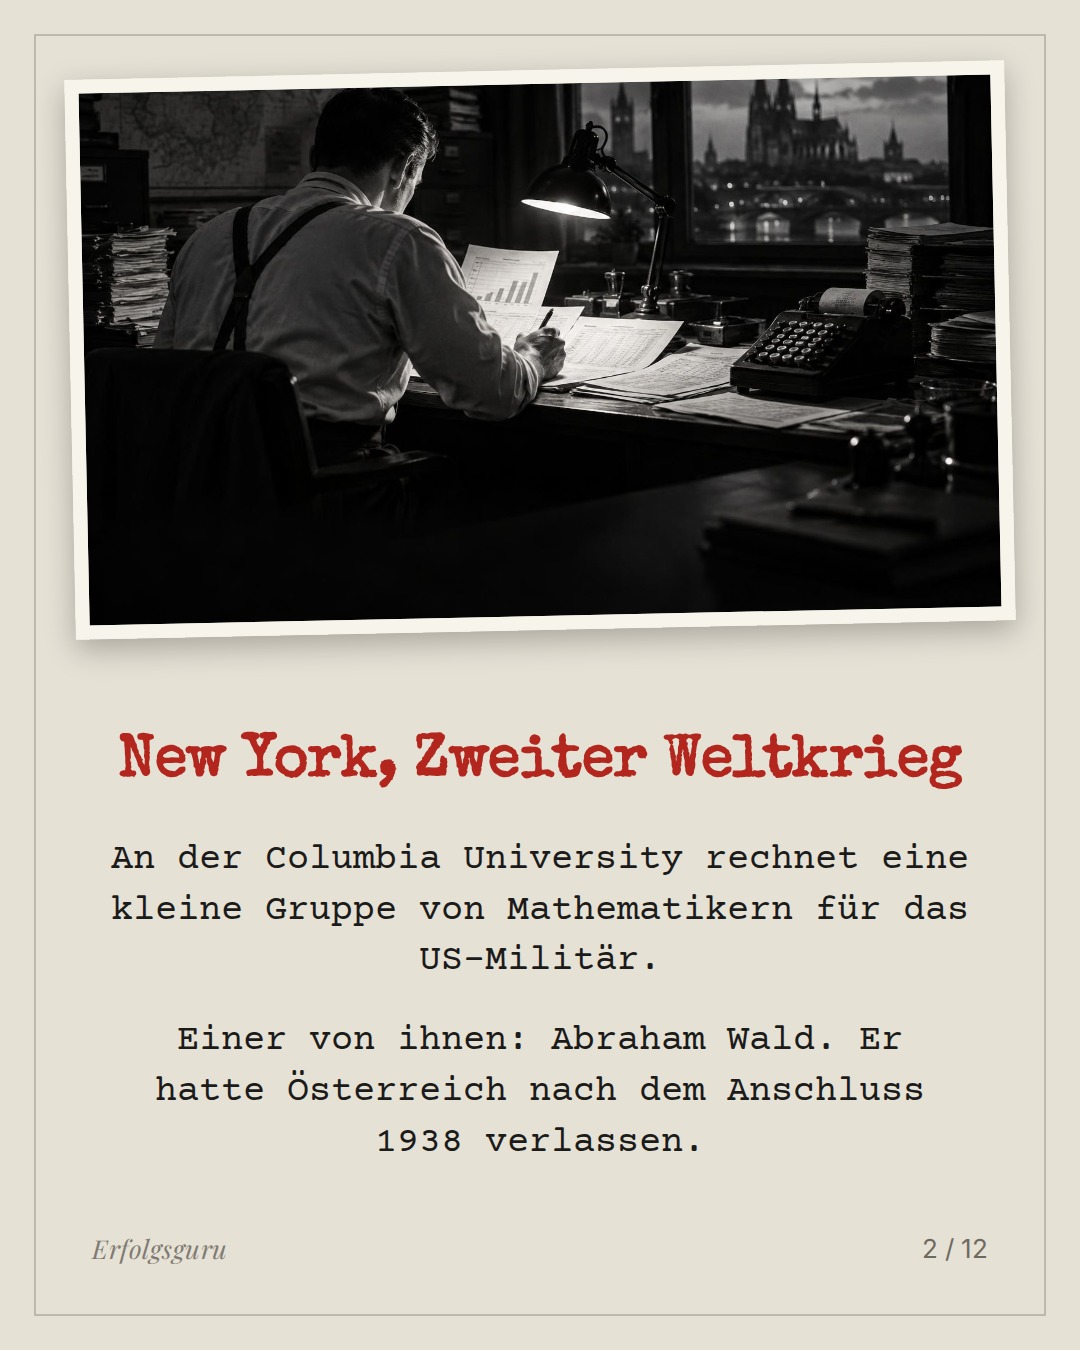 New York, Zweiter Weltkrieg
An der Columbia University rechnet eine
kleine Gruppe von Mathematikern für das
US-Militär.
Einer von ihnen: Abraham Wald. Er
hatte Österreich nach dem Anschluss
1938 verlassen.
Erfolgsguru
2 / 12